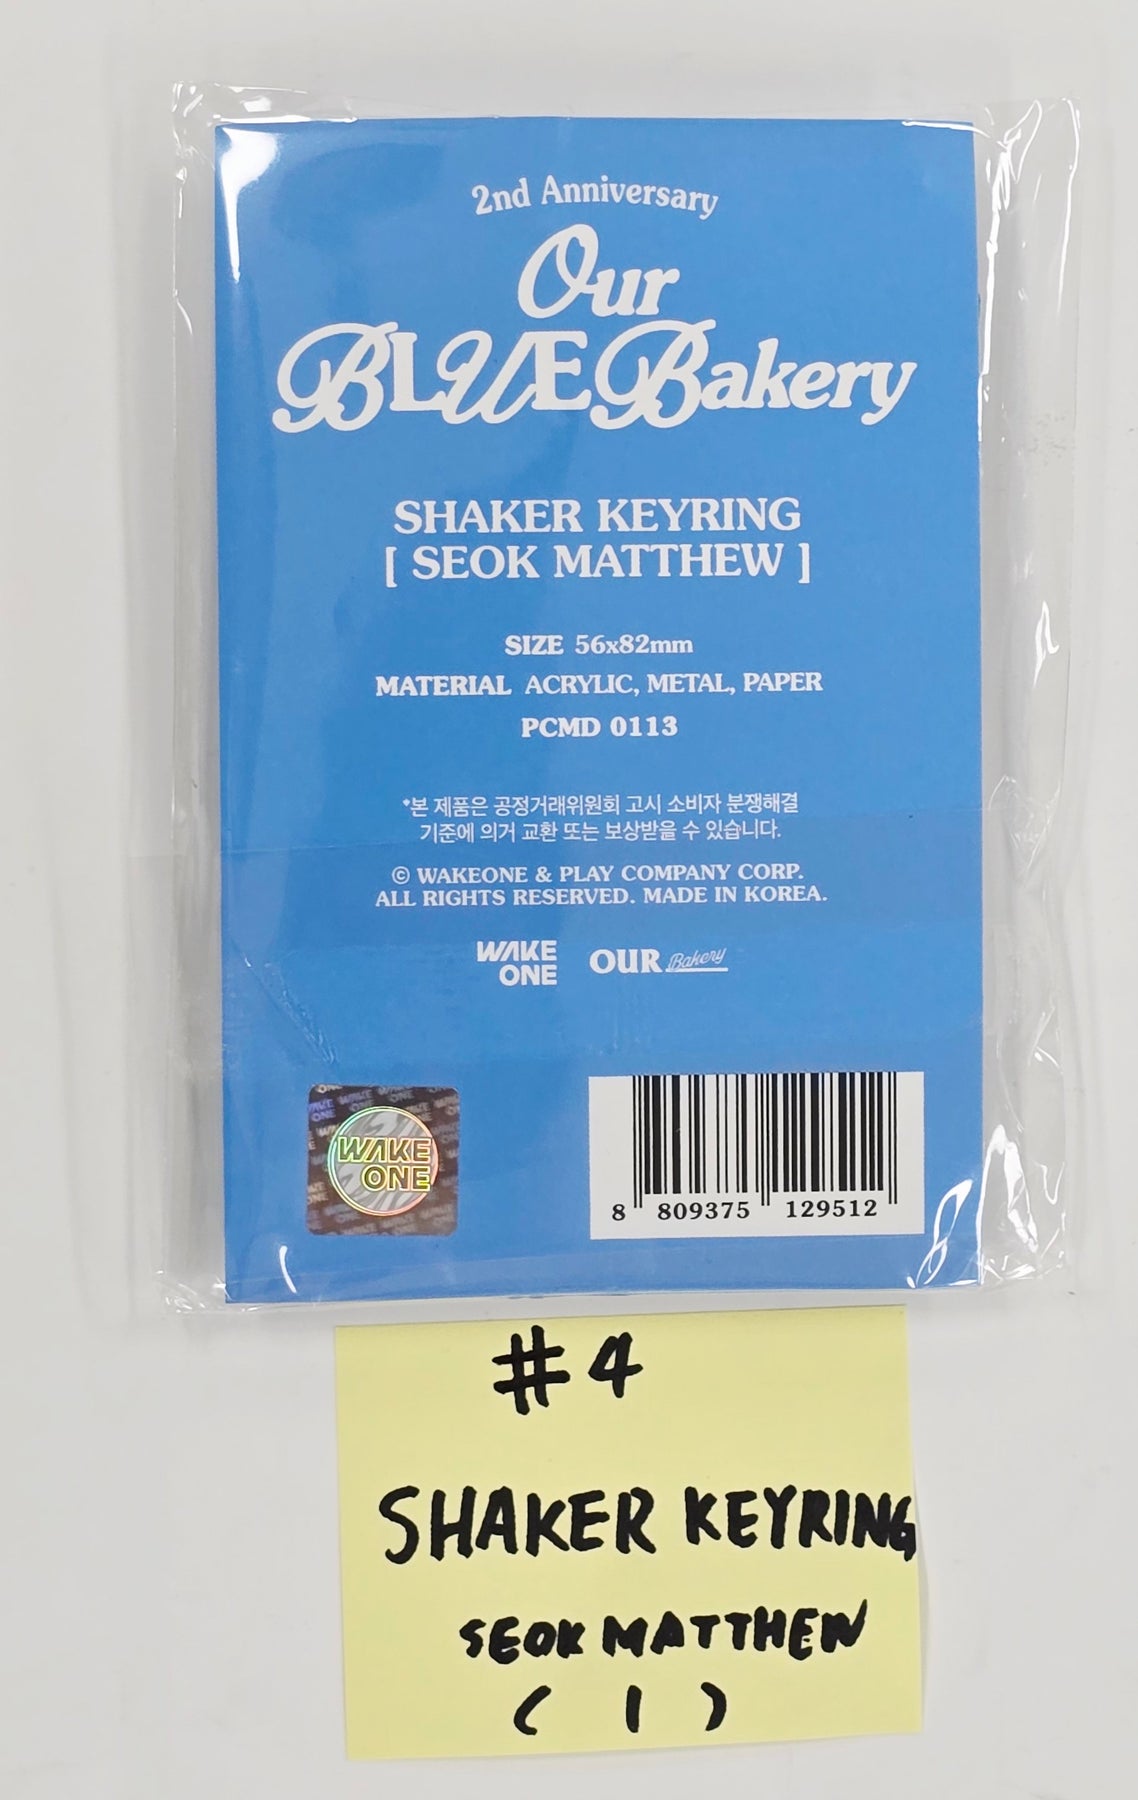 2nd Anniversary
Our
BLUE Bakery
SHAKER KEYRING
[ SEOK MATTHEW ]
SIZE 56x82mm
MATERIAL ACRYLIC, METAL, PAPER
PCMD 0113
*본 제품은 공정거래위원회 고시 소비자 분쟁해결
기준에 의거 교환 또는 보상받을 수 있습니다.
© WAKEONE & PLAY COMPANY CORP.
ALL RIGHTS RESERVED. MADE IN KOREA.
WAKE
ONE
OUR Bakery
WAKE
ONE
8 809375 129512
#4
SHAKER KEYRING
SEOK MATTHEW
( 1 )